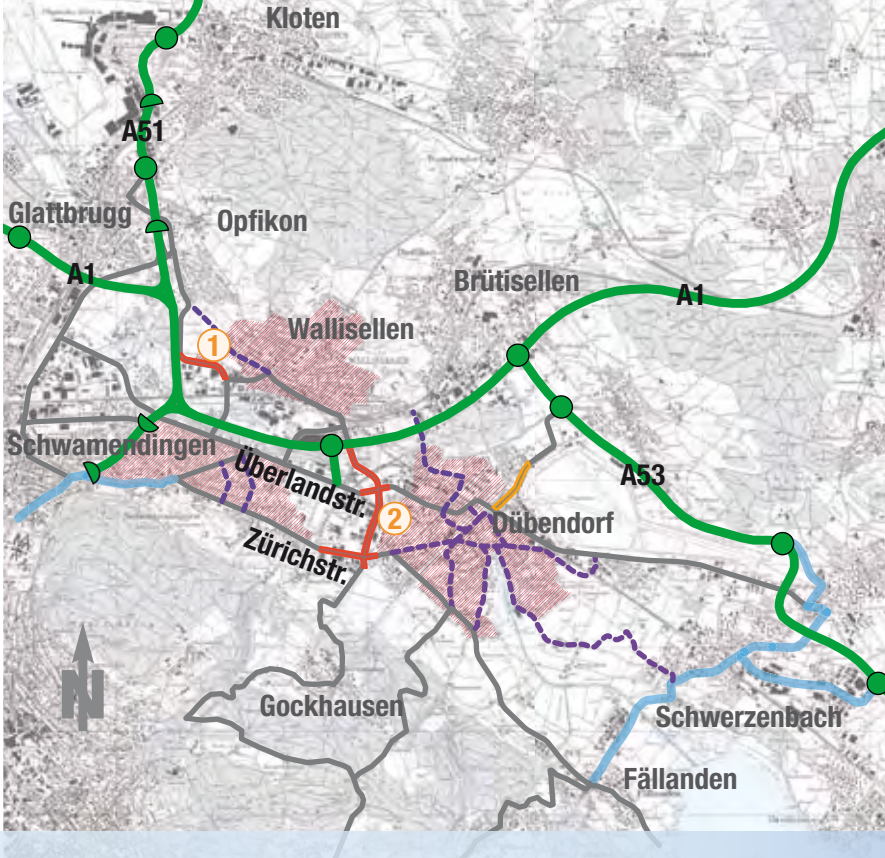 Kloten
A51
Glattbrugg
Opfikon
A1
Brütisellen
A1
Wallisellen
1
Schwamendingen
Überlandstr.
A53
2
Dübendorf
Zürichstr.
N
Gockhausen
Schwerzenbach
Fällanden